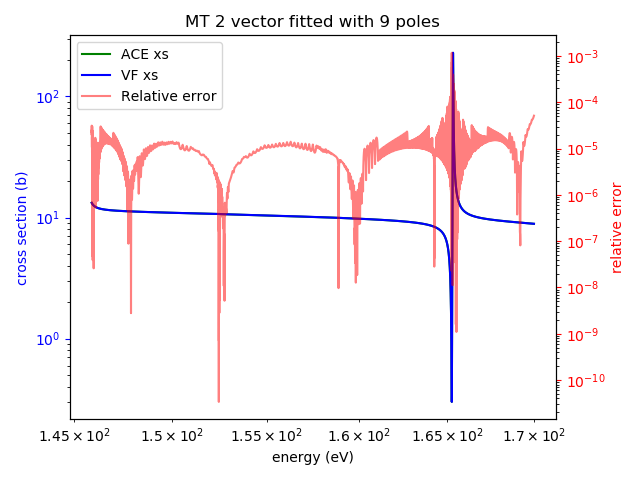 MT 2 vector fitted with 9 poles
ACE xs
VF xs
Relative error
cross section (b)
10²
10¹
10⁰
10⁻³
10⁻⁴
10⁻⁵
10⁻⁶
10⁻⁷
10⁻⁸
10⁻⁹
10⁻¹⁰
relative error
1.45 × 10² 1.5 × 10² 1.55 × 10² 1.6 × 10² 1.65 × 10² 1.7 × 10²
energy (eV)